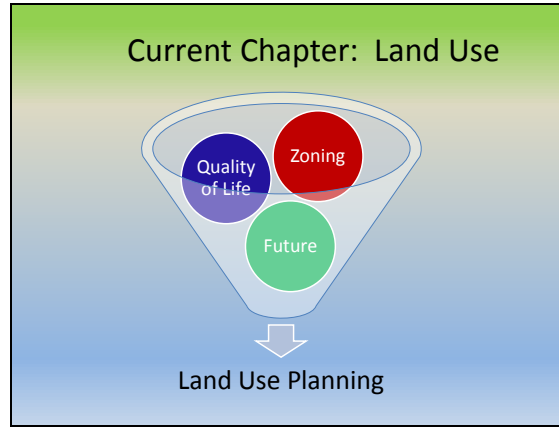 Current Chapter: Land Use
Zoning
Quality
of Life
Future
Land Use Planning